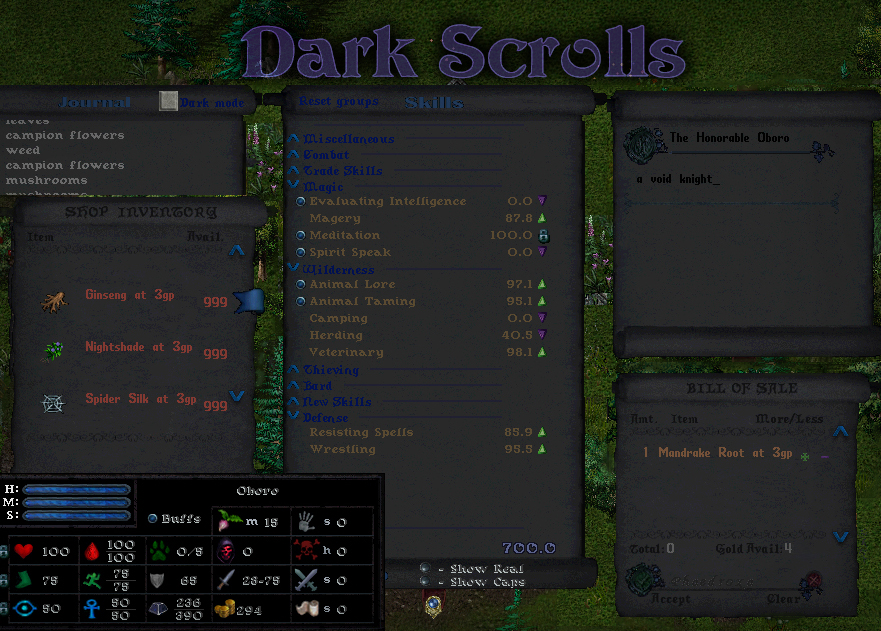 Dark Scrolls
Journal
Dark mode
leaves
campion flowers
weed
campion flowers
mushrooms
mushrooms
SHOP INVENTORY
Item Avail.
Ginseng at 3gp 999
Nightshade at 3gp 999
Spider Silk at 3gp 999
Reset groups Skills
Miscellaneous
Combat
Trade Skills
Magic
Evaluating Intelligence 0.0
Magery 87.8
Meditation 100.0
Spirit Speak 0.0
Wilderness
Animal Lore 97.1
Animal Taming 95.1
Camping 0.0
Herding 40.5
Veterinary 98.1
Thieving
Bard
New Skills
Defense
Resisting Spells 85.9
Wrestling 95.5
700.0
- Show Real
- Show Caps
The Honorable Oboro
a void knight_
BILL OF SALE
Amt. Item More/Less
1 Mandrake Root at 3gp
Total: 0 Gold Avail: 4
Accept Clear
H:
M:
S:
Oboro
Buffs m 18 s 0
100 100 100 0/5 0 h 0
75 75 75 68 28-75 s 0
80 80 80 236 390 294 s 0